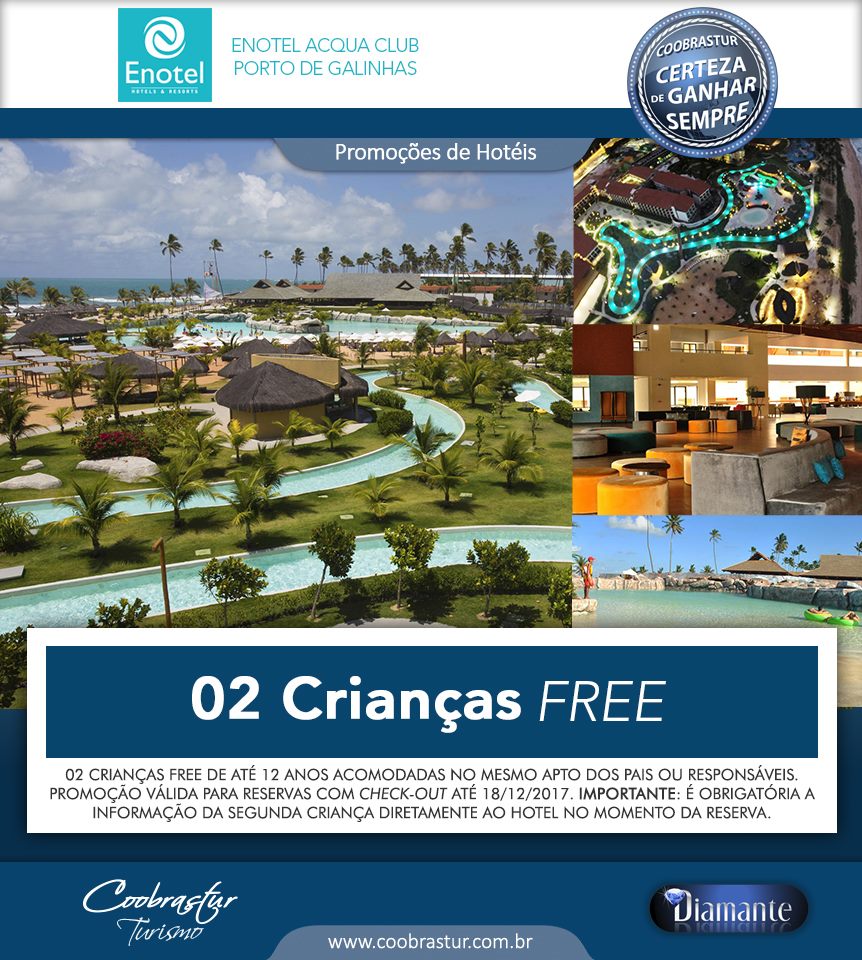 Enotel
HOTELS & RESORTS
ENOTEL ACQUA CLUB
PORTO DE GALINHAS
COOBRASTUR
CERTEZA
DE GANHAR
SEMPRE
Promoções de Hotéis
02 Crianças FREE
02 CRIANÇAS FREE DE ATÉ 12 ANOS ACOMODADAS NO MESMO APTO DOS PAIS OU RESPONSÁVEIS.
PROMOÇÃO VÁLIDA PARA RESERVAS COM CHECK-OUT ATÉ 18/12/2017. IMPORTANTE: É OBRIGATÓRIA A
INFORMAÇÃO DA SEGUNDA CRIANÇA DIRETAMENTE AO HOTEL NO MOMENTO DA RESERVA.
Coobrastur
Turismo
Diamante
www.coobrastur.com.br